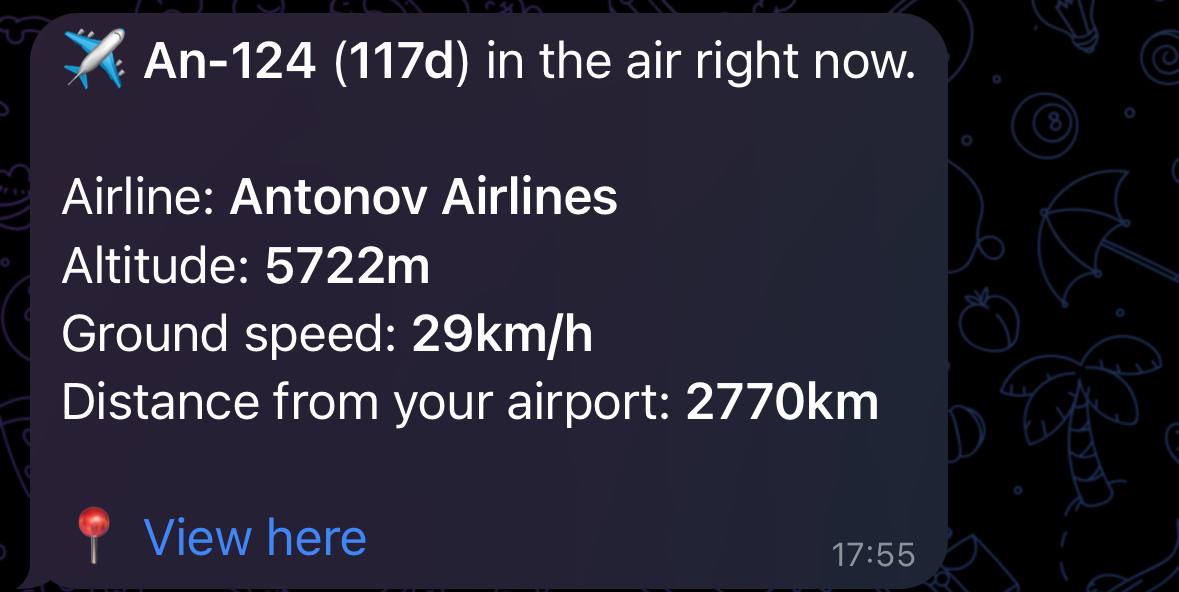 ✈️ An-124 (117d) in the air right now.
Airline: Antonov Airlines
Altitude: 5722m
Ground speed: 29km/h
Distance from your airport: 2770km
📍 View here
17:55